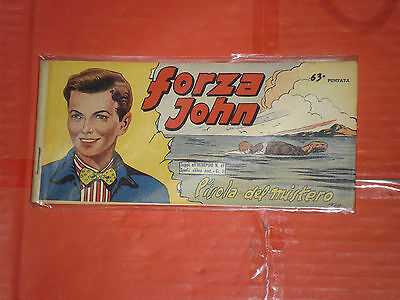 forza
John
63ª PUNTATA
L'isola del mistero